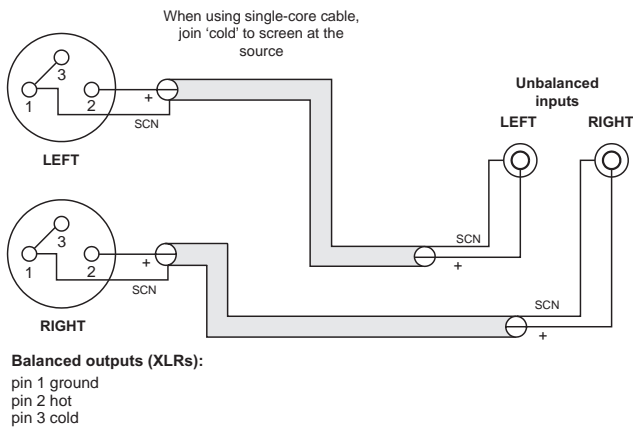 When using single-core cable,
join ‘cold’ to screen at the
source
3
1
2
+
SCN
LEFT
Unbalanced
inputs
LEFT
RIGHT
SCN
+
3
1
2
+
SCN
RIGHT
SCN
+
Balanced outputs (XLRs):
pin 1 ground
pin 2 hot
pin 3 cold